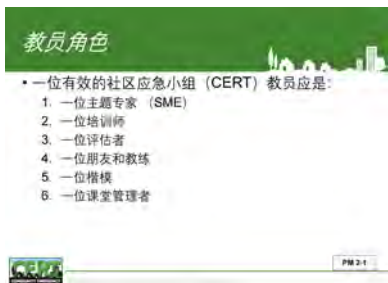 教员角色
• 一位有效的社区应急小组（CERT）教员应是:
1. 一位主题专家 （SME）
2. 一位培训师
3. 一位评估者
4. 一位朋友和教练
5. 一位楷模
6. 一位课堂管理者
PM 2-1